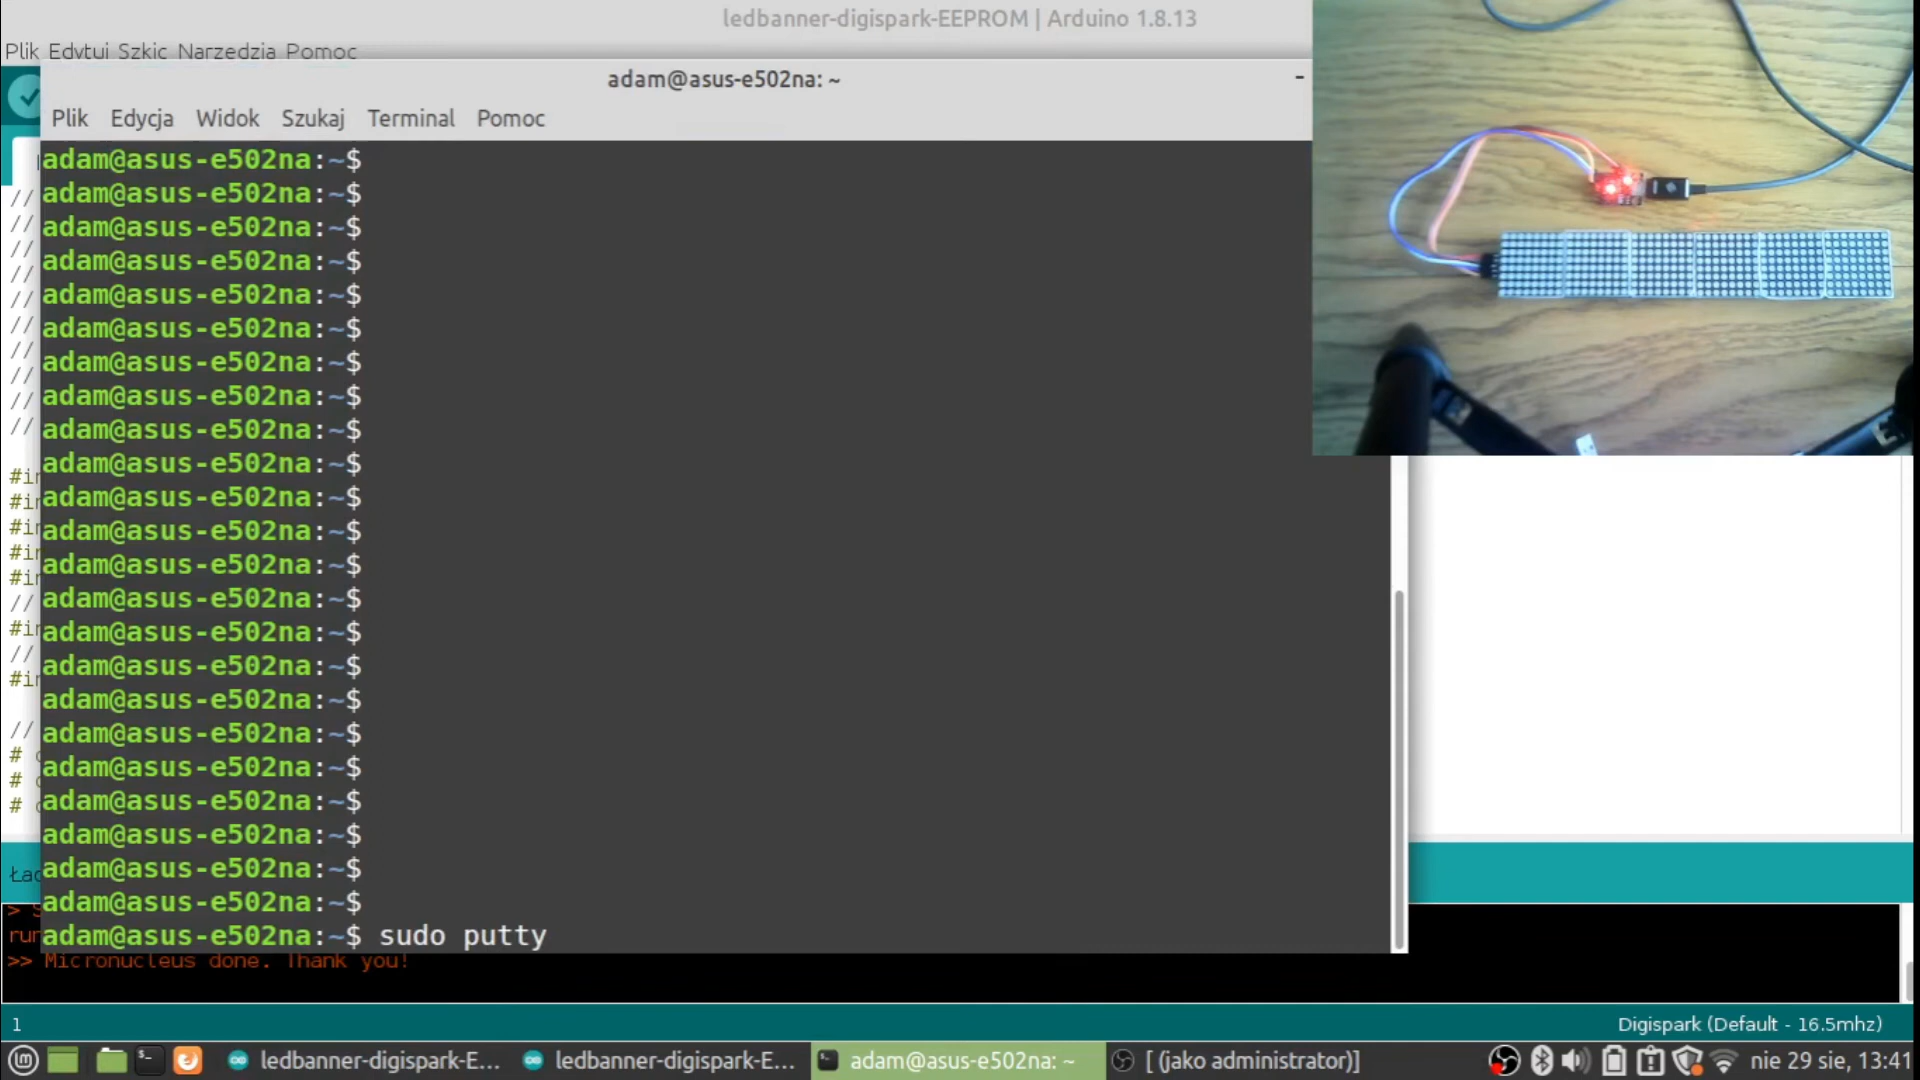 ledbanner-digispark-EEPROM | Arduino 1.8.13
Plik Edytuj Szkic Narzędzia Pomoc
adam@asus-e502na: ~
-
Plik Edycja Widok Szukaj Terminal Pomoc
adam@asus-e502na:~$
// adam@asus-e502na:~$
// adam@asus-e502na:~$
// adam@asus-e502na:~$
// adam@asus-e502na:~$
// adam@asus-e502na:~$
// adam@asus-e502na:~$
// adam@asus-e502na:~$
// adam@asus-e502na:~$
adam@asus-e502na:~$
adam@asus-e502na:~$
adam@asus-e502na:~$
adam@asus-e502na:~$
adam@asus-e502na:~$
adam@asus-e502na:~$
adam@asus-e502na:~$
adam@asus-e502na:~$
adam@asus-e502na:~$
adam@asus-e502na:~$
adam@asus-e502na:~$
adam@asus-e502na:~$
adam@asus-e502na:~$
adam@asus-e502na:~$
adam@asus-e502na:~$ sudo putty
>> Micronucleus done. Thank you!
1
Digispark (Default - 16.5mhz)
ledbanner-digispark-E... ledbanner-digispark-E... adam@asus-e502na: ~ [ (jako administrator)] nie 29 sie, 13:41